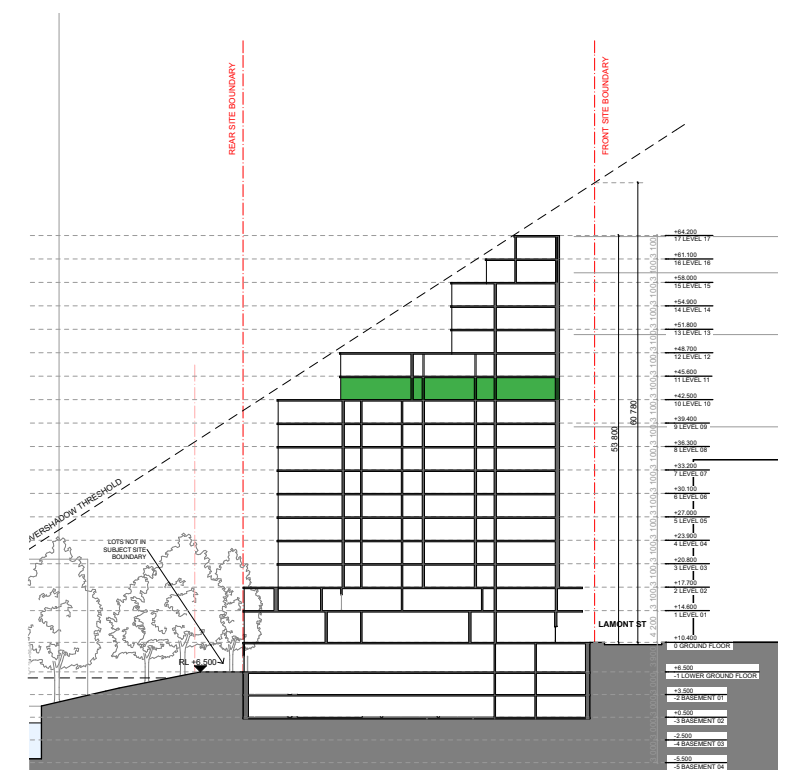 REAR SITE BOUNDARY
FRONT SITE BOUNDARY
+64.200
17 LEVEL 17
+61.100
16 LEVEL 16
+58.000
15 LEVEL 15
+54.900
14 LEVEL 14
+51.800
13 LEVEL 13
+48.700
12 LEVEL 12
+45.600
11 LEVEL 11
+42.500
10 LEVEL 10
+39.400
9 LEVEL 09
+36.300
8 LEVEL 08
+33.200
7 LEVEL 07
+30.100
6 LEVEL 06
+27.000
5 LEVEL 05
+23.900
4 LEVEL 04
+20.800
3 LEVEL 03
+17.700
2 LEVEL 02
+14.600
1 LEVEL 01
+10.400
0 GROUND FLOOR
+6.500
-1 LOWER GROUND FLOOR
+3.500
-2 BASEMENT 01
+0.500
-3 BASEMENT 02
-2.500
-4 BASEMENT 03
-5.500
-5 BASEMENT 04
53 800
60 780
4 200
VERSHADOW THRESHOLD
LOTS NOT IN
SUBJECT SITE
BOUNDARY
LAMONT ST
RL +6.500